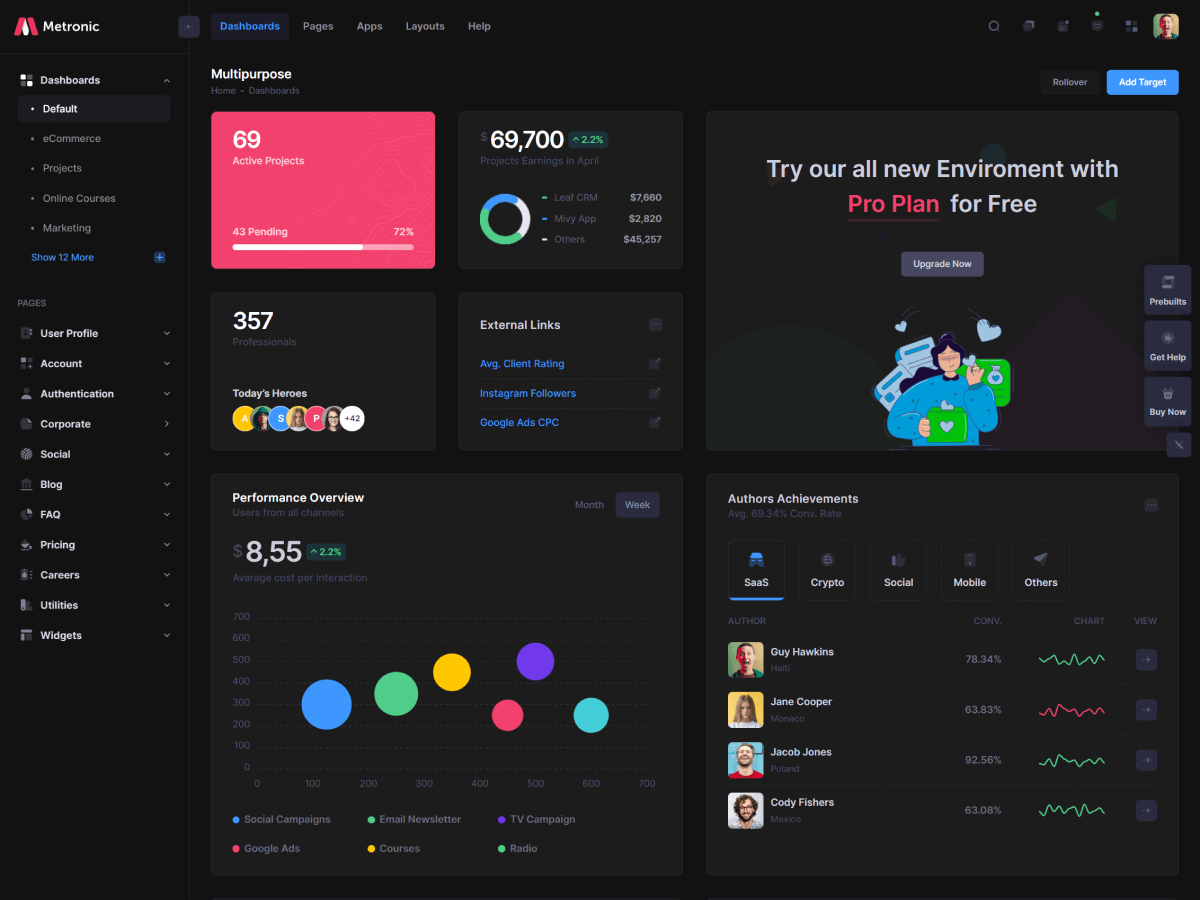 Metronic
Dashboards
Pages
Apps
Layouts
Help
Dashboards
Default
eCommerce
Projects
Online Courses
Marketing
Show 12 More
PAGES
User Profile
Account
Authentication
Corporate
Social
Blog
FAQ
Pricing
Careers
Utilities
Widgets
Multipurpose
Home - Dashboards
Rollover
Add Target
69
Active Projects
43 Pending 72%
$69,700 2.2%
Projects Earnings in April
Leaf CRM $7,660
Mivy App $2,820
Others $45,257
Try our all new Enviroment with
Pro Plan for Free
Upgrade Now
Prebuilts
Get Help
Buy Now
357
Professionals
Today's Heroes
A S P +42
External Links
Avg. Client Rating
Instagram Followers
Google Ads CPC
Performance Overview
Users from all channels
Month Week
$8,55 2.2%
Avarage cost per interaction
700
600
500
400
300
200
100
0
0 100 200 300 400 500 600 700
Social Campaigns Email Newsletter TV Campaign
Google Ads Courses Radio
Authors Achievements
Avg. 69.34% Conv. Rate
SaaS Crypto Social Mobile Others
AUTHOR CONV. CHART VIEW
Guy Hawkins
Haiti
78.34%
Jane Cooper
Monaco
63.83%
Jacob Jones
Poland
92.56%
Cody Fishers
Mexico
63.08%